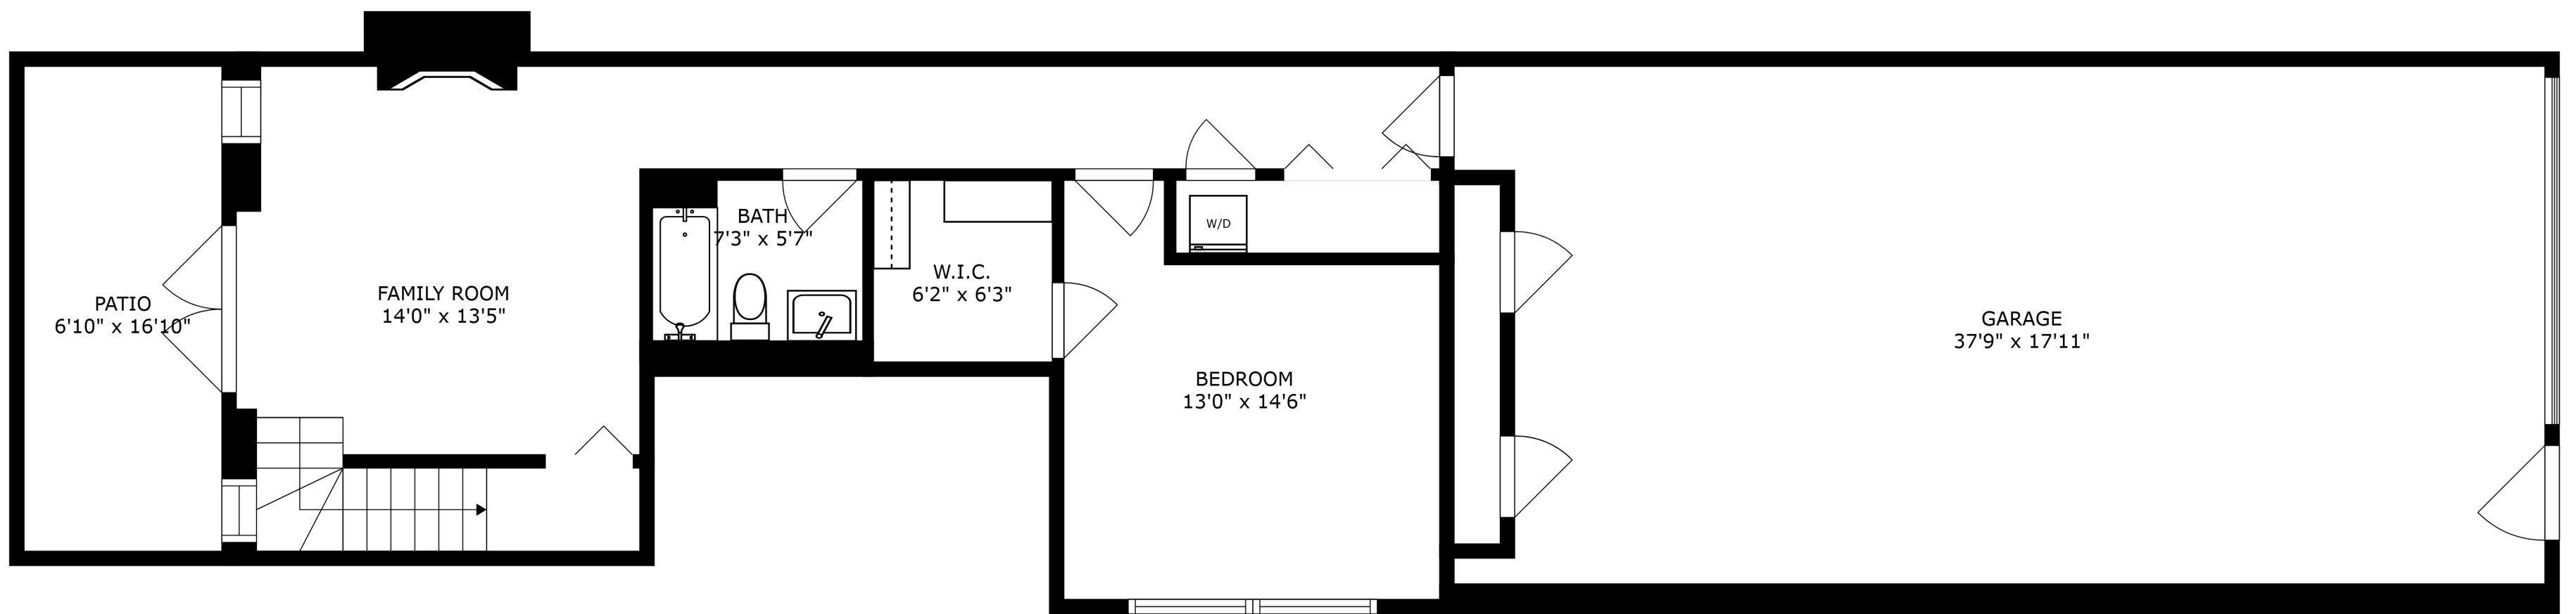 PATIO
6'10" x 16'10"
FAMILY ROOM
14'0" x 13'5"
BATH
7'3" x 5'7"
W.I.C.
6'2" x 6'3"
W/D
BEDROOM
13'0" x 14'6"
GARAGE
37'9" x 17'11"